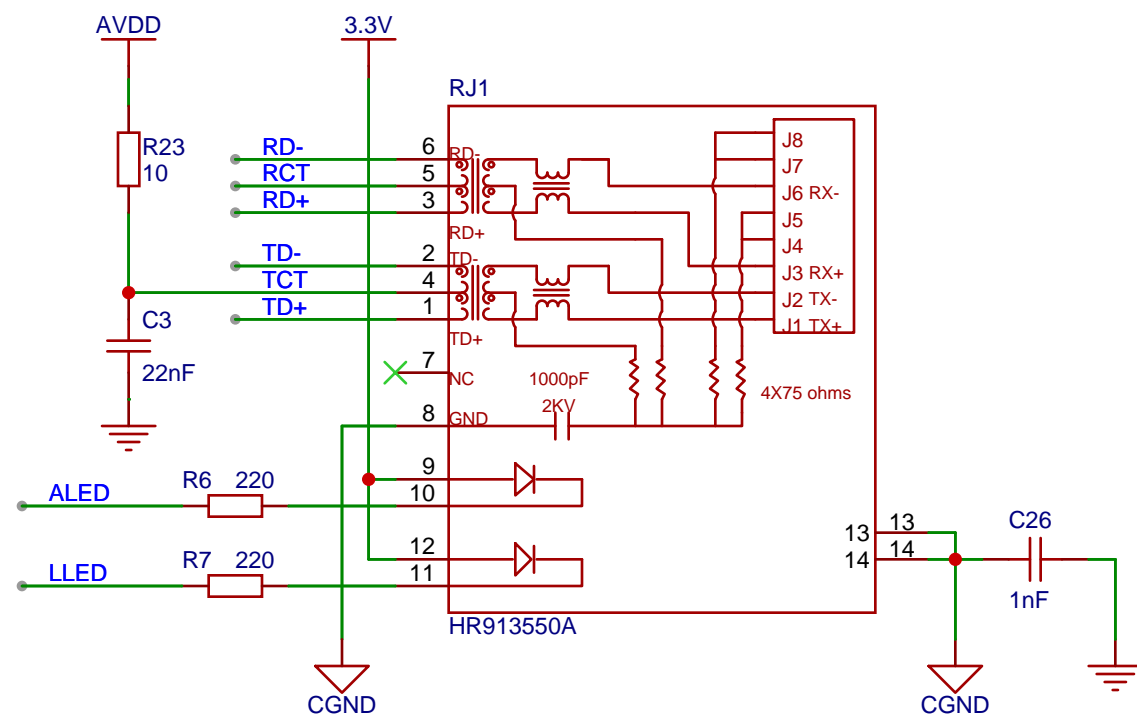 AVDD
3.3V
RJ1
R23
10
RD-
RCT
RD+
TD-
TCT
TD+
6
5
3
2
4
1
7
8
9
10
12
11
RD-
RD+
TD-
TD+
NC
GND
1000pF
2KV
4X75 ohms
J8
J7
J6 RX-
J5
J4
J3 RX+
J2 TX-
J1 TX+
C3
22nF
ALED
R6 220
LLED
R7 220
13 13
14 14
C26
1nF
HR913550A
CGND
CGND